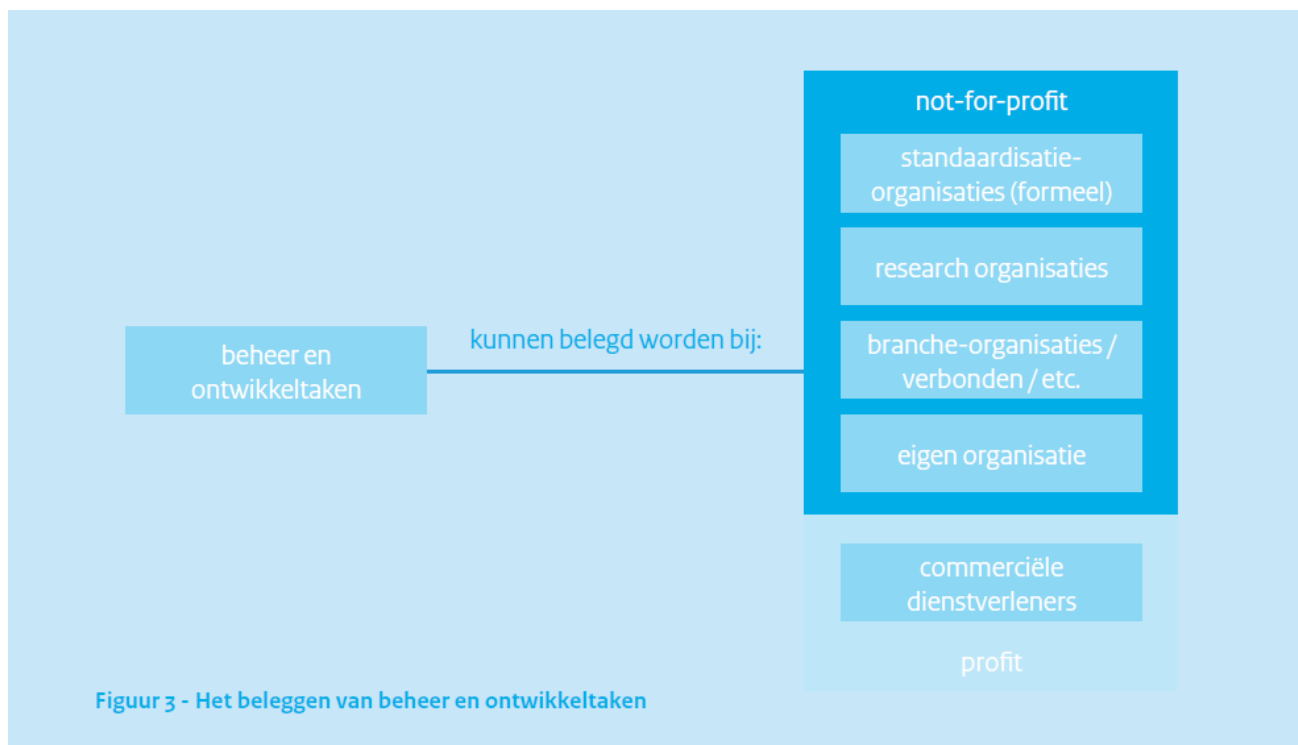 not-for-profit
standaardisatie-
organisaties (formeel)
research organisaties
beheer en
ontwikkeltaken
kunnen belegd worden bij:
branche-organisaties /
verbonden / etc.
eigen organisatie
commerciële
dienstverleners
profit
Figuur 3 - Het beleggen van beheer en ontwikkeltaken